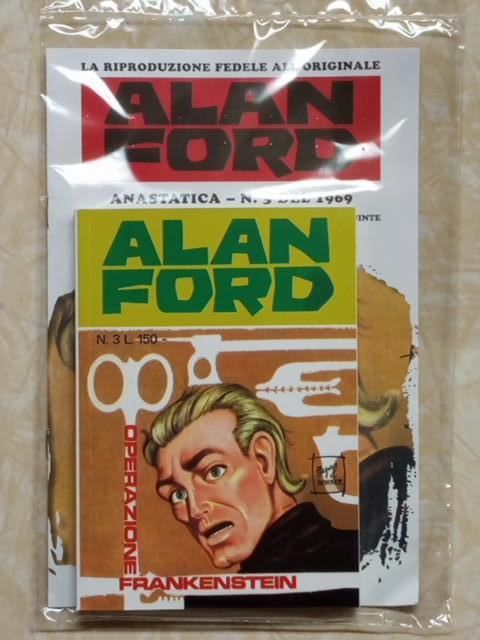 LA RIPRODUZIONE FEDELE ALL'ORIGINALE
ALAN
FORD
ANASTATICA – N. 3 DEL 1969
ALAN
FORD
N. 3 L. 150 -
OPERAZIONE
FRANKENSTEIN